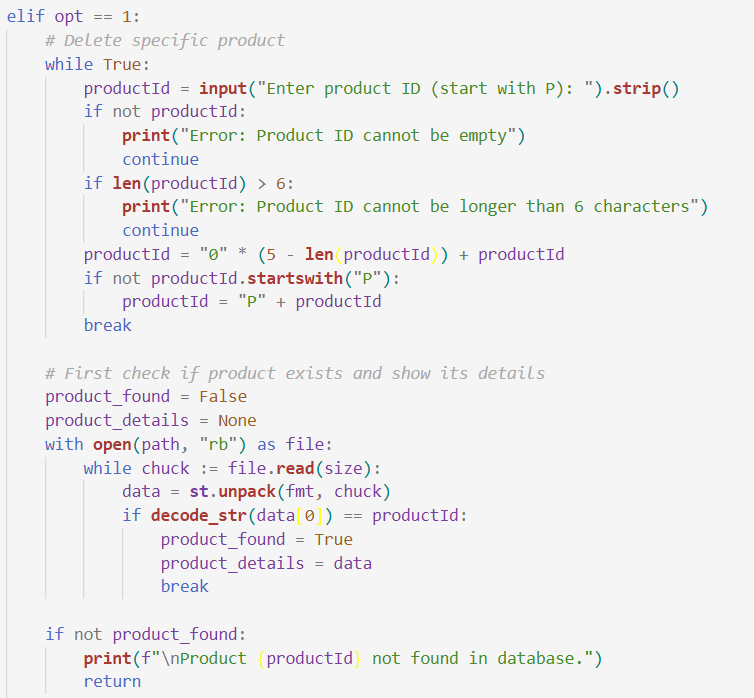 elif opt == 1:
    # Delete specific product
    while True:
        productId = input("Enter product ID (start with P): ").strip()
        if not productId:
            print("Error: Product ID cannot be empty")
            continue
        if len(productId) > 6:
            print("Error: Product ID cannot be longer than 6 characters")
            continue
        productId = "0" * (5 - len(productId)) + productId
        if not productId.startswith("P"):
            productId = "P" + productId
        break

    # First check if product exists and show its details
    product_found = False
    product_details = None
    with open(path, "rb") as file:
        while chuck := file.read(size):
            data = st.unpack(fmt, chuck)
            if decode_str(data[0]) == productId:
                product_found = True
                product_details = data
                break

    if not product_found:
        print(f"\nProduct {productId} not found in database.")
        return